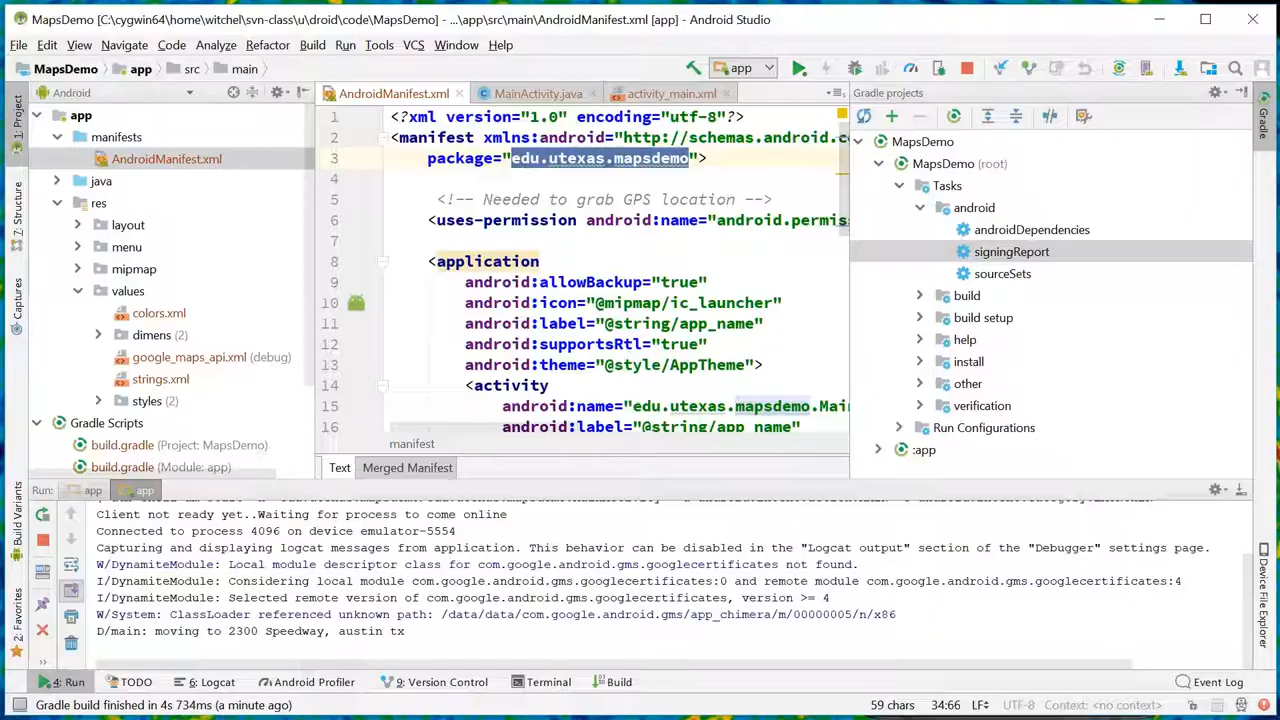 MapsDemo [C:\cygwin64\home\witchel\svn-class\u\droid\code\MapsDemo] - ...\app\src\main\AndroidManifest.xml [app] - Android Studio
File Edit View Navigate Code Analyze Refactor Build Run Tools VCS Window Help
MapsDemo app src main
app
Android
AndroidManifest.xml MainActivity.java activity_main.xml
Gradle projects
1: Project
7: Structure
Captures
Build Variants
2: Favorites
Gradle
Device File Explorer
app
manifests
AndroidManifest.xml
java
res
layout
menu
mipmap
values
colors.xml
dimens (2)
google_maps_api.xml (debug)
strings.xml
styles (2)
Gradle Scripts
build.gradle (Project: MapsDemo)
build.gradle (Module: app)
1 <?xml version="1.0" encoding="utf-8"?>
2 <manifest xmlns:android="http://schemas.android.c
3 package="edu.utexas.mapsdemo">
4
5 <!-- Needed to grab GPS location -->
6 <uses-permission android:name="android.permis
7
8 <application
9 android:allowBackup="true"
10 android:icon="@mipmap/ic_launcher"
11 android:label="@string/app_name"
12 android:supportsRtl="true"
13 android:theme="@style/AppTheme">
14 <activity
15 android:name="edu.utexas.mapsdemo.Mai
16 android:label="@string/app_name"
manifest
Text Merged Manifest
MapsDemo
MapsDemo (root)
Tasks
android
androidDependencies
signingReport
sourceSets
build
build setup
help
install
other
verification
Run Configurations
:app
Run: app app
Client not ready yet..Waiting for process to come online
Connected to process 4096 on device emulator-5554
Capturing and displaying logcat messages from application. This behavior can be disabled in the "Logcat output" section of the "Debugger" settings page.
W/DynamiteModule: Local module descriptor class for com.google.android.gms.googlecertificates not found.
I/DynamiteModule: Considering local module com.google.android.gms.googlecertificates:0 and remote module com.google.android.gms.googlecertificates:4
I/DynamiteModule: Selected remote version of com.google.android.gms.googlecertificates, version >= 4
W/System: ClassLoader referenced unknown path: /data/data/com.google.android.gms/app_chimera/m/00000005/n/x86
D/main: moving to 2300 Speedway, austin tx
4: Run TODO 6: Logcat Android Profiler 9: Version Control Terminal Build Event Log
Gradle build finished in 4s 734ms (a minute ago) 59 chars 34:66 LF÷ UTF-8 Context: <no context>